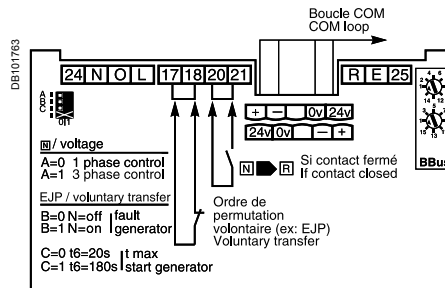 Boucle COM
COM loop
DB101763
24 N O L 17 18 20 21
R E 25
A
B
C
0 1
+ − 0v 24v
24v 0v − +
BBus
N / voltage
A=0 1 phase control
A=1 3 phase control
N R Si contact fermé
If contact closed
EJP / voluntary transfer
B=0 N=off fault
B=1 N=on generator
Ordre de
permutation
volontaire (ex: EJP)
Voluntary transfer
C=0 t6=20s t max
C=1 t6=180s start generator